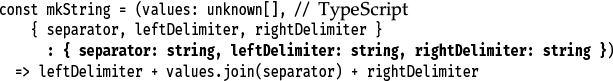 const mkString = (values: unknown[], // TypeScript
    { separator, leftDelimiter, rightDelimiter }
      : { separator: string, leftDelimiter: string, rightDelimiter: string })
  => leftDelimiter + values.join(separator) + rightDelimiter